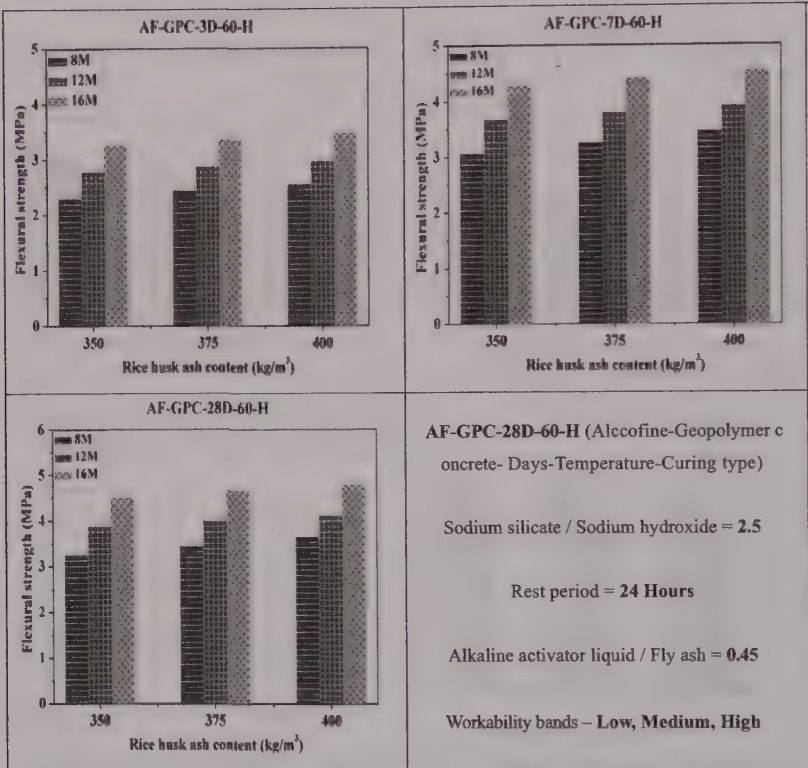 AF-GPC-3D-60-H
5
4
3
2
1
0
Flexural strength (MPa)
8M
12M
16M
350
375
400
Rice husk ash content (kg/m³)
AF-GPC-7D-60-H
5
4
3
2
1
0
Flexural strength (MPa)
8M
12M
16M
350
375
400
Rice husk ash content (kg/m³)
AF-GPC-28D-60-H
6
5
4
3
2
1
0
Flexural strength (MPa)
8M
12M
16M
350
375
400
Rice husk ash content (kg/m³)
AF-GPC-28D-60-H (Alccofine-Geopolymer c
oncrete- Days-Temperature-Curing type)
Sodium silicate / Sodium hydroxide = 2.5
Rest period = 24 Hours
Alkaline activator liquid / Fly ash = 0.45
Workability bands – Low, Medium, High